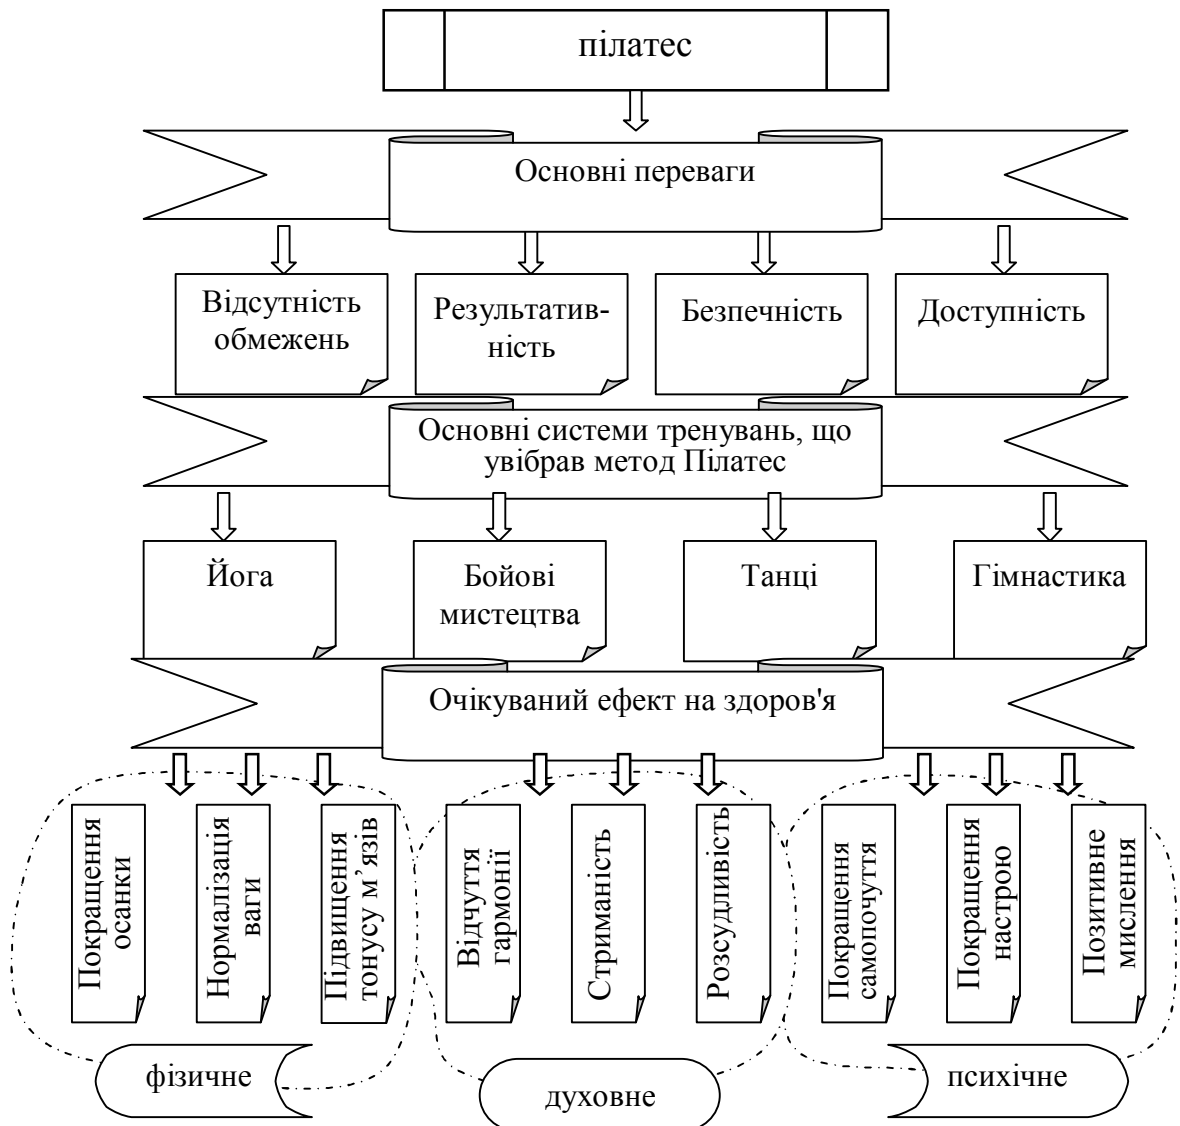 пілатес
Основні переваги
Відсутність
обмежень
Результатив-
ність
Безпечність
Доступність
Основні системи тренувань, що
увібрав метод Пілатес
Йога
Бойові
мистецтва
Танці
Гімнастика
Очікуваний ефект на здоров'я
Покращення
осанки
Нормалізація
ваги
Підвищення
тонусу м’язів
Відчуття
гармонії
Стриманість
Розсудливість
Покращення
самопочуття
Покращення
настрою
Позитивне
мислення
фізичне
духовне
психічне